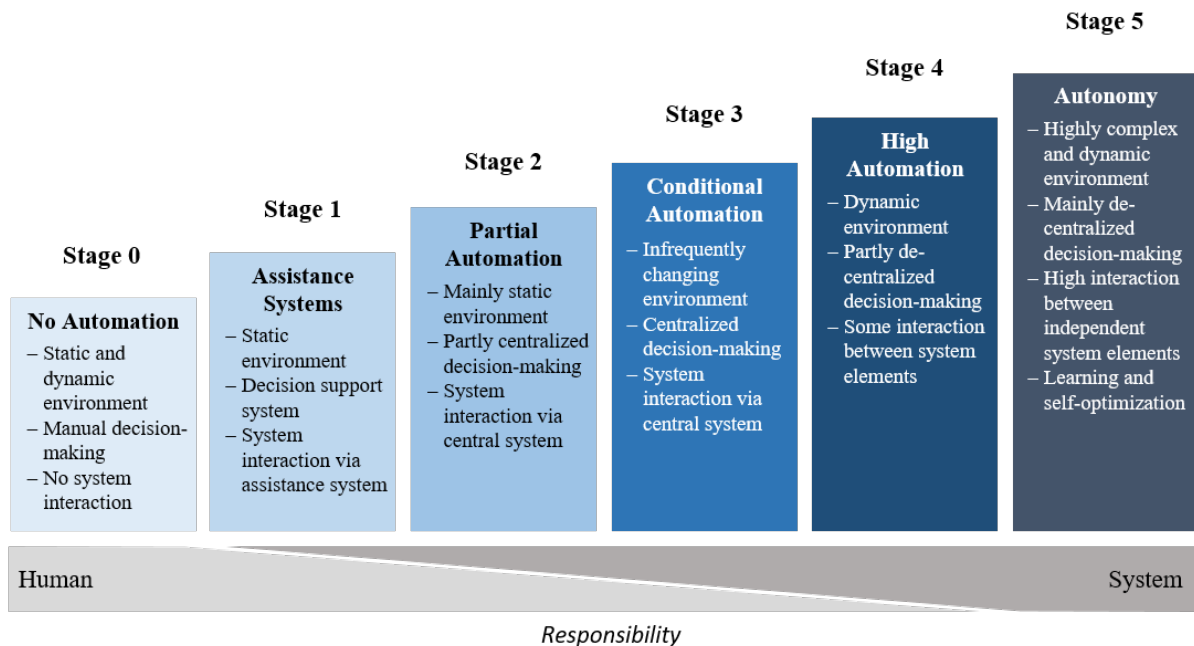 Stage 0
No Automation
– Static and
dynamic
environment
– Manual decision-
making
– No system
interaction
Stage 1
Assistance
Systems
– Static
environment
– Decision support
system
– System
interaction via
assistance system
Stage 2
Partial
Automation
– Mainly static
environment
– Partly centralized
decision-making
– System
interaction via
central system
Stage 3
Conditional
Automation
– Infrequently
changing
environment
– Centralized
decision-making
– System
interaction via
central system
Stage 4
High
Automation
– Dynamic
environment
– Partly de-
centralized
decision-making
– Some interaction
between system
elements
Stage 5
Autonomy
– Highly complex
and dynamic
environment
– Mainly de-
centralized
decision-making
– High interaction
between
independent
system elements
– Learning and
self-optimization
Human
System
Responsibility